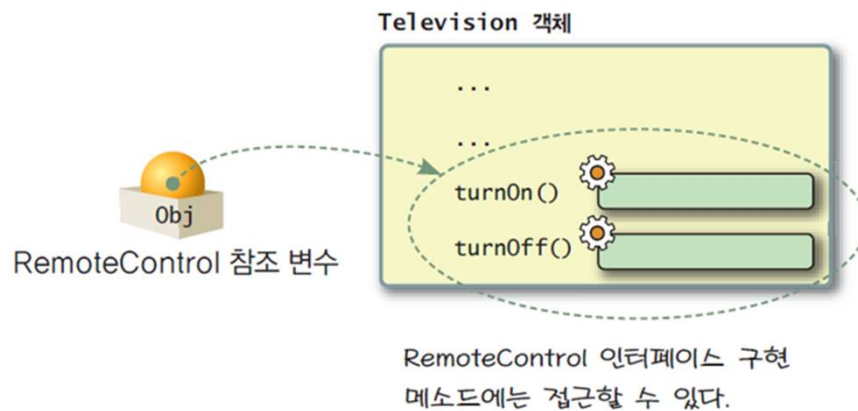 Television 객체
...
...
turnOn()
turnOff()
Obj
RemoteControl 참조 변수
RemoteControl 인터페이스 구현
메소드에는 접근할 수 있다.